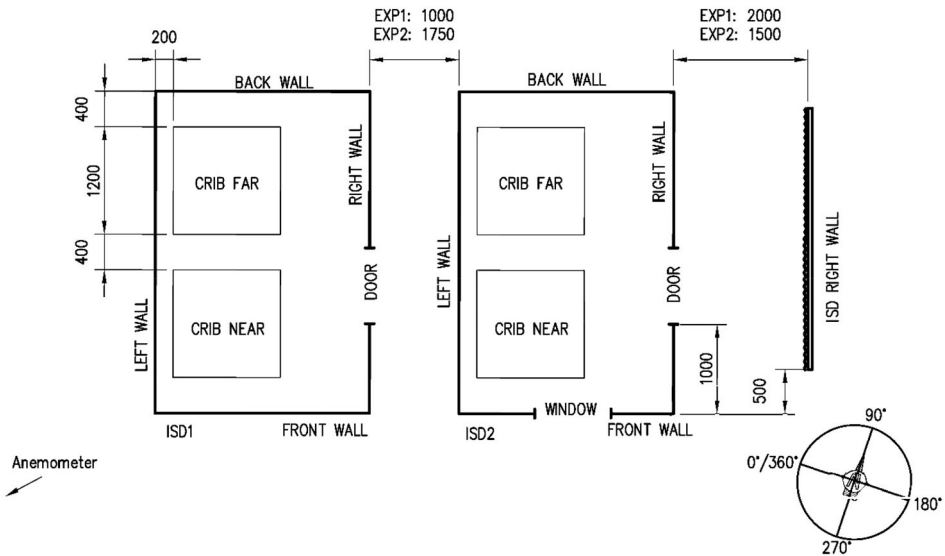 EXP1: 1000
EXP2: 1750
EXP1: 2000
EXP2: 1500
200
BACK WALL
BACK WALL
400
1200
400
CRIB FAR
RIGHT WALL
CRIB FAR
RIGHT WALL
LEFT WALL
CRIB NEAR
DOOR
LEFT WALL
CRIB NEAR
DOOR
ISD RIGHT WALL
1000
500
WINDOW
ISD1
FRONT WALL
ISD2
FRONT WALL
Anemometer
90°
0°/360°
180°
270°